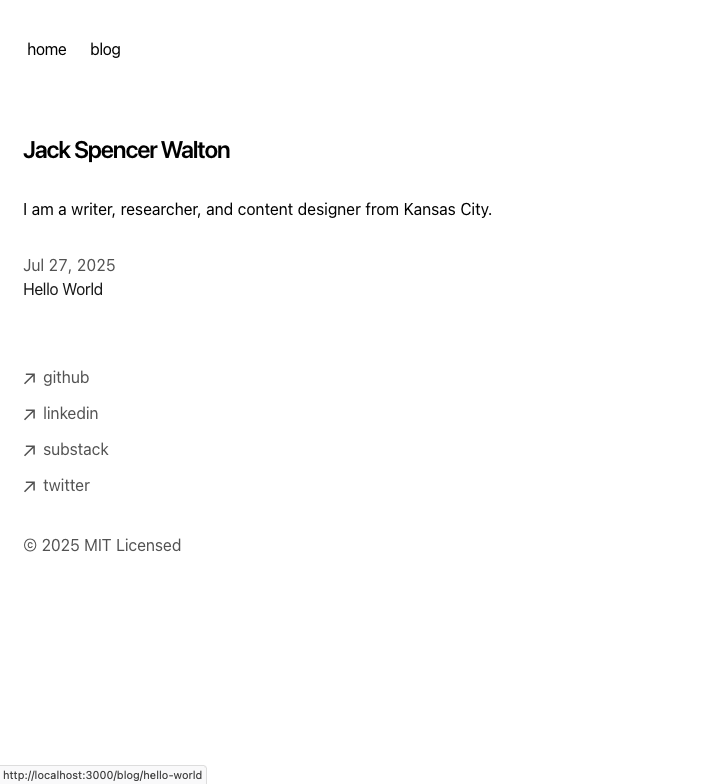 home blog
Jack Spencer Walton
I am a writer, researcher, and content designer from Kansas City.
Jul 27, 2025
Hello World
github
linkedin
substack
twitter
© 2025 MIT Licensed
http://localhost:3000/blog/hello-world